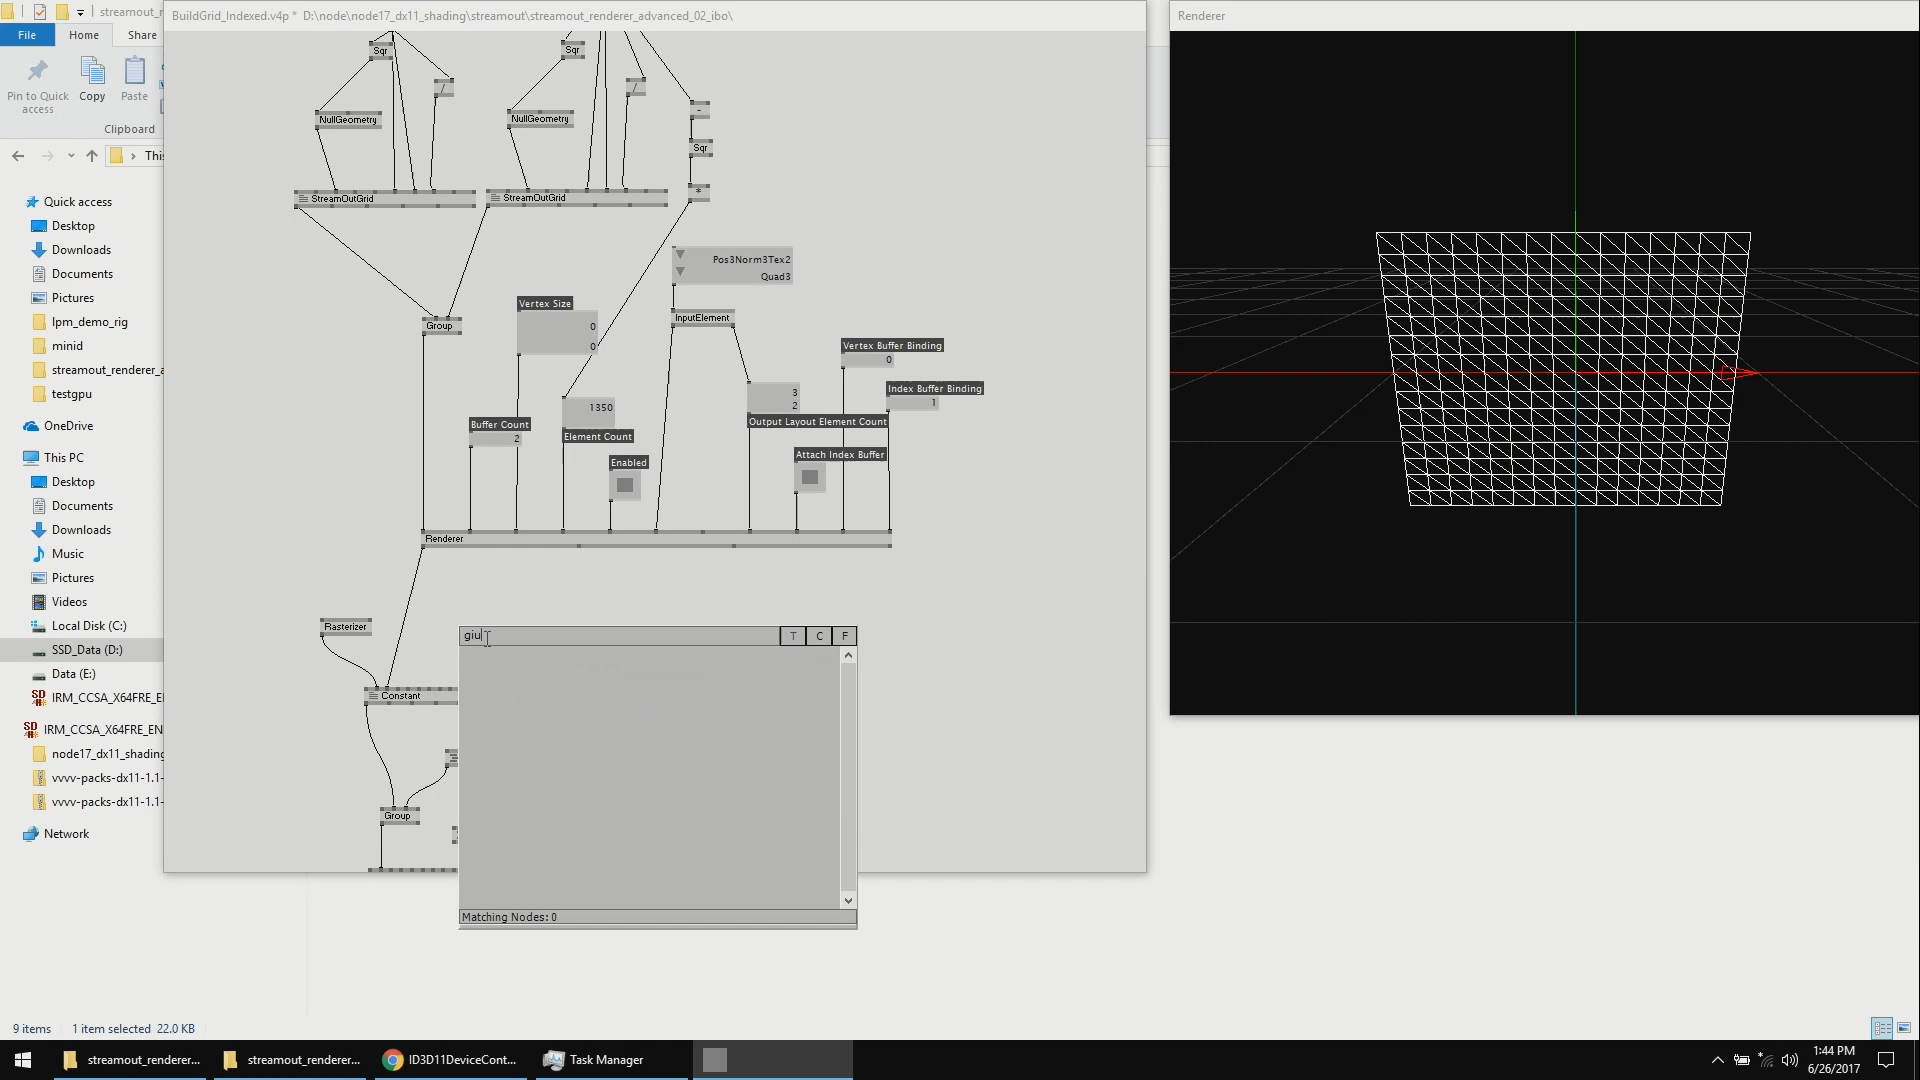 streamout_r
BuildGrid_Indexed.v4p * D:\node\node17_dx11_shading\streamout\streamout_renderer_advanced_02_ibo\
Renderer
File
Home
Share
Pin to Quick
access
Copy
Paste
Clipboard
This
Quick access
Desktop
Downloads
Documents
Pictures
lpm_demo_rig
minid
streamout_renderer_a
testgpu
OneDrive
This PC
Desktop
Documents
Downloads
Music
Pictures
Videos
Local Disk (C:)
SSD_Data (D:)
Data (E:)
IRM_CCSA_X64FRE_E
IRM_CCSA_X64FRE_EN
node17_dx11_shading
vvvv-packs-dx11-1.1-
vvvv-packs-dx11-1.1-
Network
9 items
1 item selected 22.0 KB
Sqr
/
NullGeometry
StreamOutGrid
Sqr
/
NullGeometry
StreamOutGrid
-
Sqr
*
Pos3Norm3Tex2
Quad3
InputElement
Group
Vertex Size
0
0
Vertex Buffer Binding
0
Index Buffer Binding
1
3
2
Output Layout Element Count
1350
Element Count
Buffer Count
2
Enabled
Attach Index Buffer
Renderer
Rasterizer
Constant
Group
giu
T
C
F
Matching Nodes: 0
streamout_renderer...
streamout_renderer...
ID3D11DeviceCont...
Task Manager
1:44 PM
6/26/2017